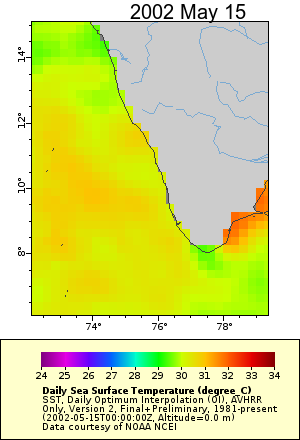 2002 May 15
14°
12°
10°
8°
74° 76° 78°
24 25 26 27 28 29 30 31 32 33 34
Daily Sea Surface Temperature (degree_C)
SST, Daily Optimum Interpolation (OI), AVHRR
Only, Version 2, Final+Preliminary, 1981-present
(2002-05-15T00:00:00Z, Altitude=0.0 m)
Data courtesy of NOAA NCEI